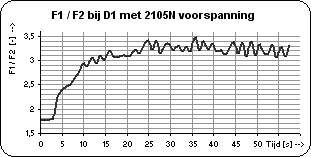 F1 / F2 bij D1 met 2105N voorspanning
F1 / F2 [-] -->
3,5
3
2,5
2
1,5
0 5 10 15 20 25 30 35 40 45 50 Tijd [s] -->